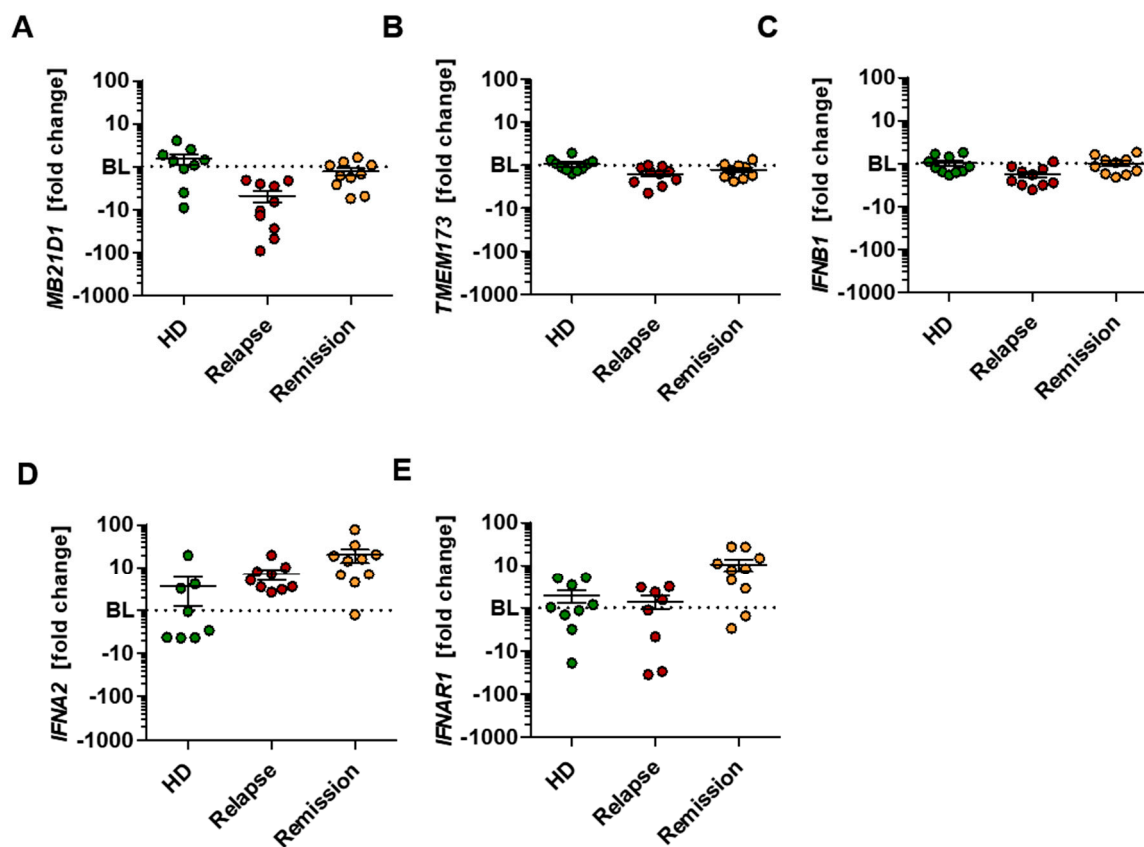 A
MB21D1 [fold change]
100
10
BL
-10
-100
-1000
HD
Relapse
Remission
B
TMEM173 [fold change]
100
10
BL
-10
-100
-1000
HD
Relapse
Remission
C
IFNB1 [fold change]
100
10
BL
-10
-100
-1000
HD
Relapse
Remission
D
IFNA2 [fold change]
100
10
BL
-10
-100
-1000
HD
Relapse
Remission
E
IFNAR1 [fold change]
100
10
BL
-10
-100
-1000
HD
Relapse
Remission